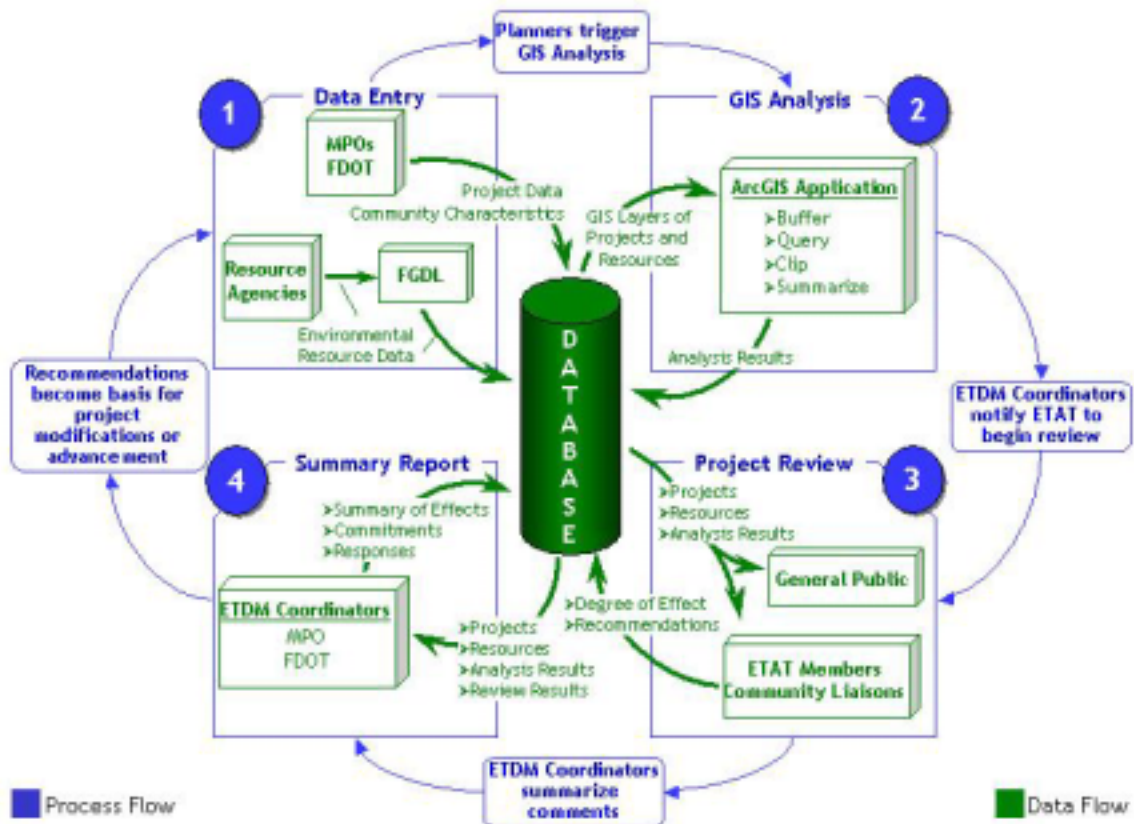 Planners trigger
GIS Analysis
1
Data Entry
MPOs
FDOT
Project Data
Community Characteristics
Resource
Agencies
FGDL
Environmental
Resource Data
2
GIS Analysis
ArcGIS Application
➢Buffer
➢Query
➢Clip
➢Summarize
GIS Layers of
Projects and
Resources
Analysis Results
DATABASE
Recommendations
become basis for
project
modifications or
advancement
ETDM Coordinators
notify ETAT to
begin review
4
Summary Report
➢Summary of Effects
➢Commitments
➢Responses
ETDM Coordinators
MPO
FDOT
➢Projects
➢Resources
➢Analysis Results
➢Review Results
3
Project Review
➢Projects
➢Resources
➢Analysis Results
General Public
➢Degree of Effect
➢Recommendations
ETAT Members
Community Liaisons
ETDM Coordinators
summarize
comments
Process Flow
Data Flow